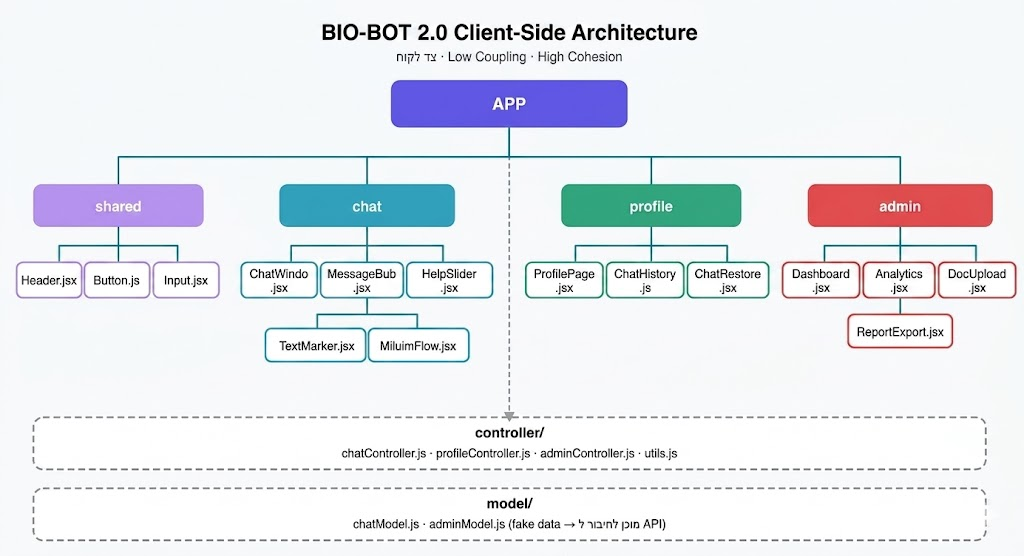 BIO-BOT 2.0 Client-Side Architecture
צד לקוח · Low Coupling · High Cohesion
APP
shared
chat
profile
admin
Header.jsx
Button.js
Input.jsx
ChatWindo
.jsx
MessageBub
.jsx
HelpSlider
.jsx
ProfilePage
.jsx
ChatHistory
.js
ChatRestore
.jsx
Dashboard
.jsx
Analytics
.jsx
DocUpload
.jsx
TextMarker.jsx
MiluimFlow.jsx
ReportExport.jsx
controller/
chatController.js · profileController.js · adminController.js · utils.js
model/
chatModel.js · adminModel.js (fake data → מוכן לחיבור ל API)